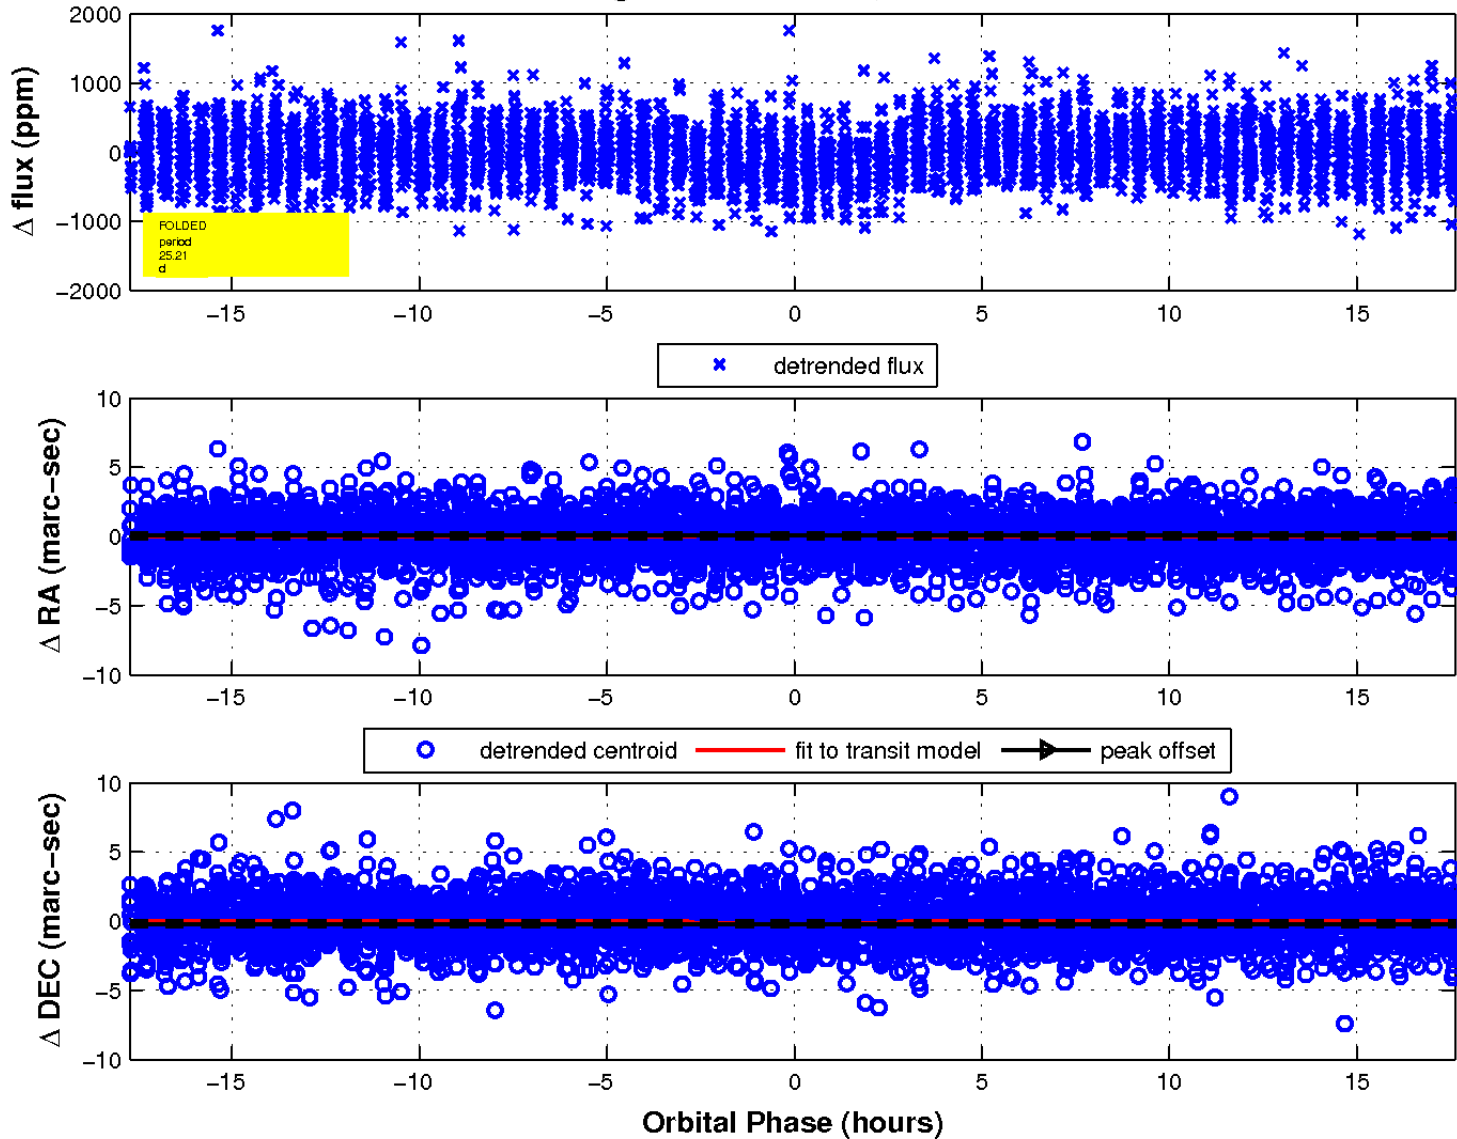 2000
1000
0
−1000
−2000
Δ flux (ppm)
FOLDED
period
25.21
d
−15 −10 −5 0 5 10 15
detrended flux
10
5
0
−5
−10
Δ RA (marc−sec)
−15 −10 −5 0 5 10 15
detrended centroid fit to transit model peak offset
10
5
0
−5
−10
Δ DEC (marc−sec)
−15 −10 −5 0 5 10 15
Orbital Phase (hours)